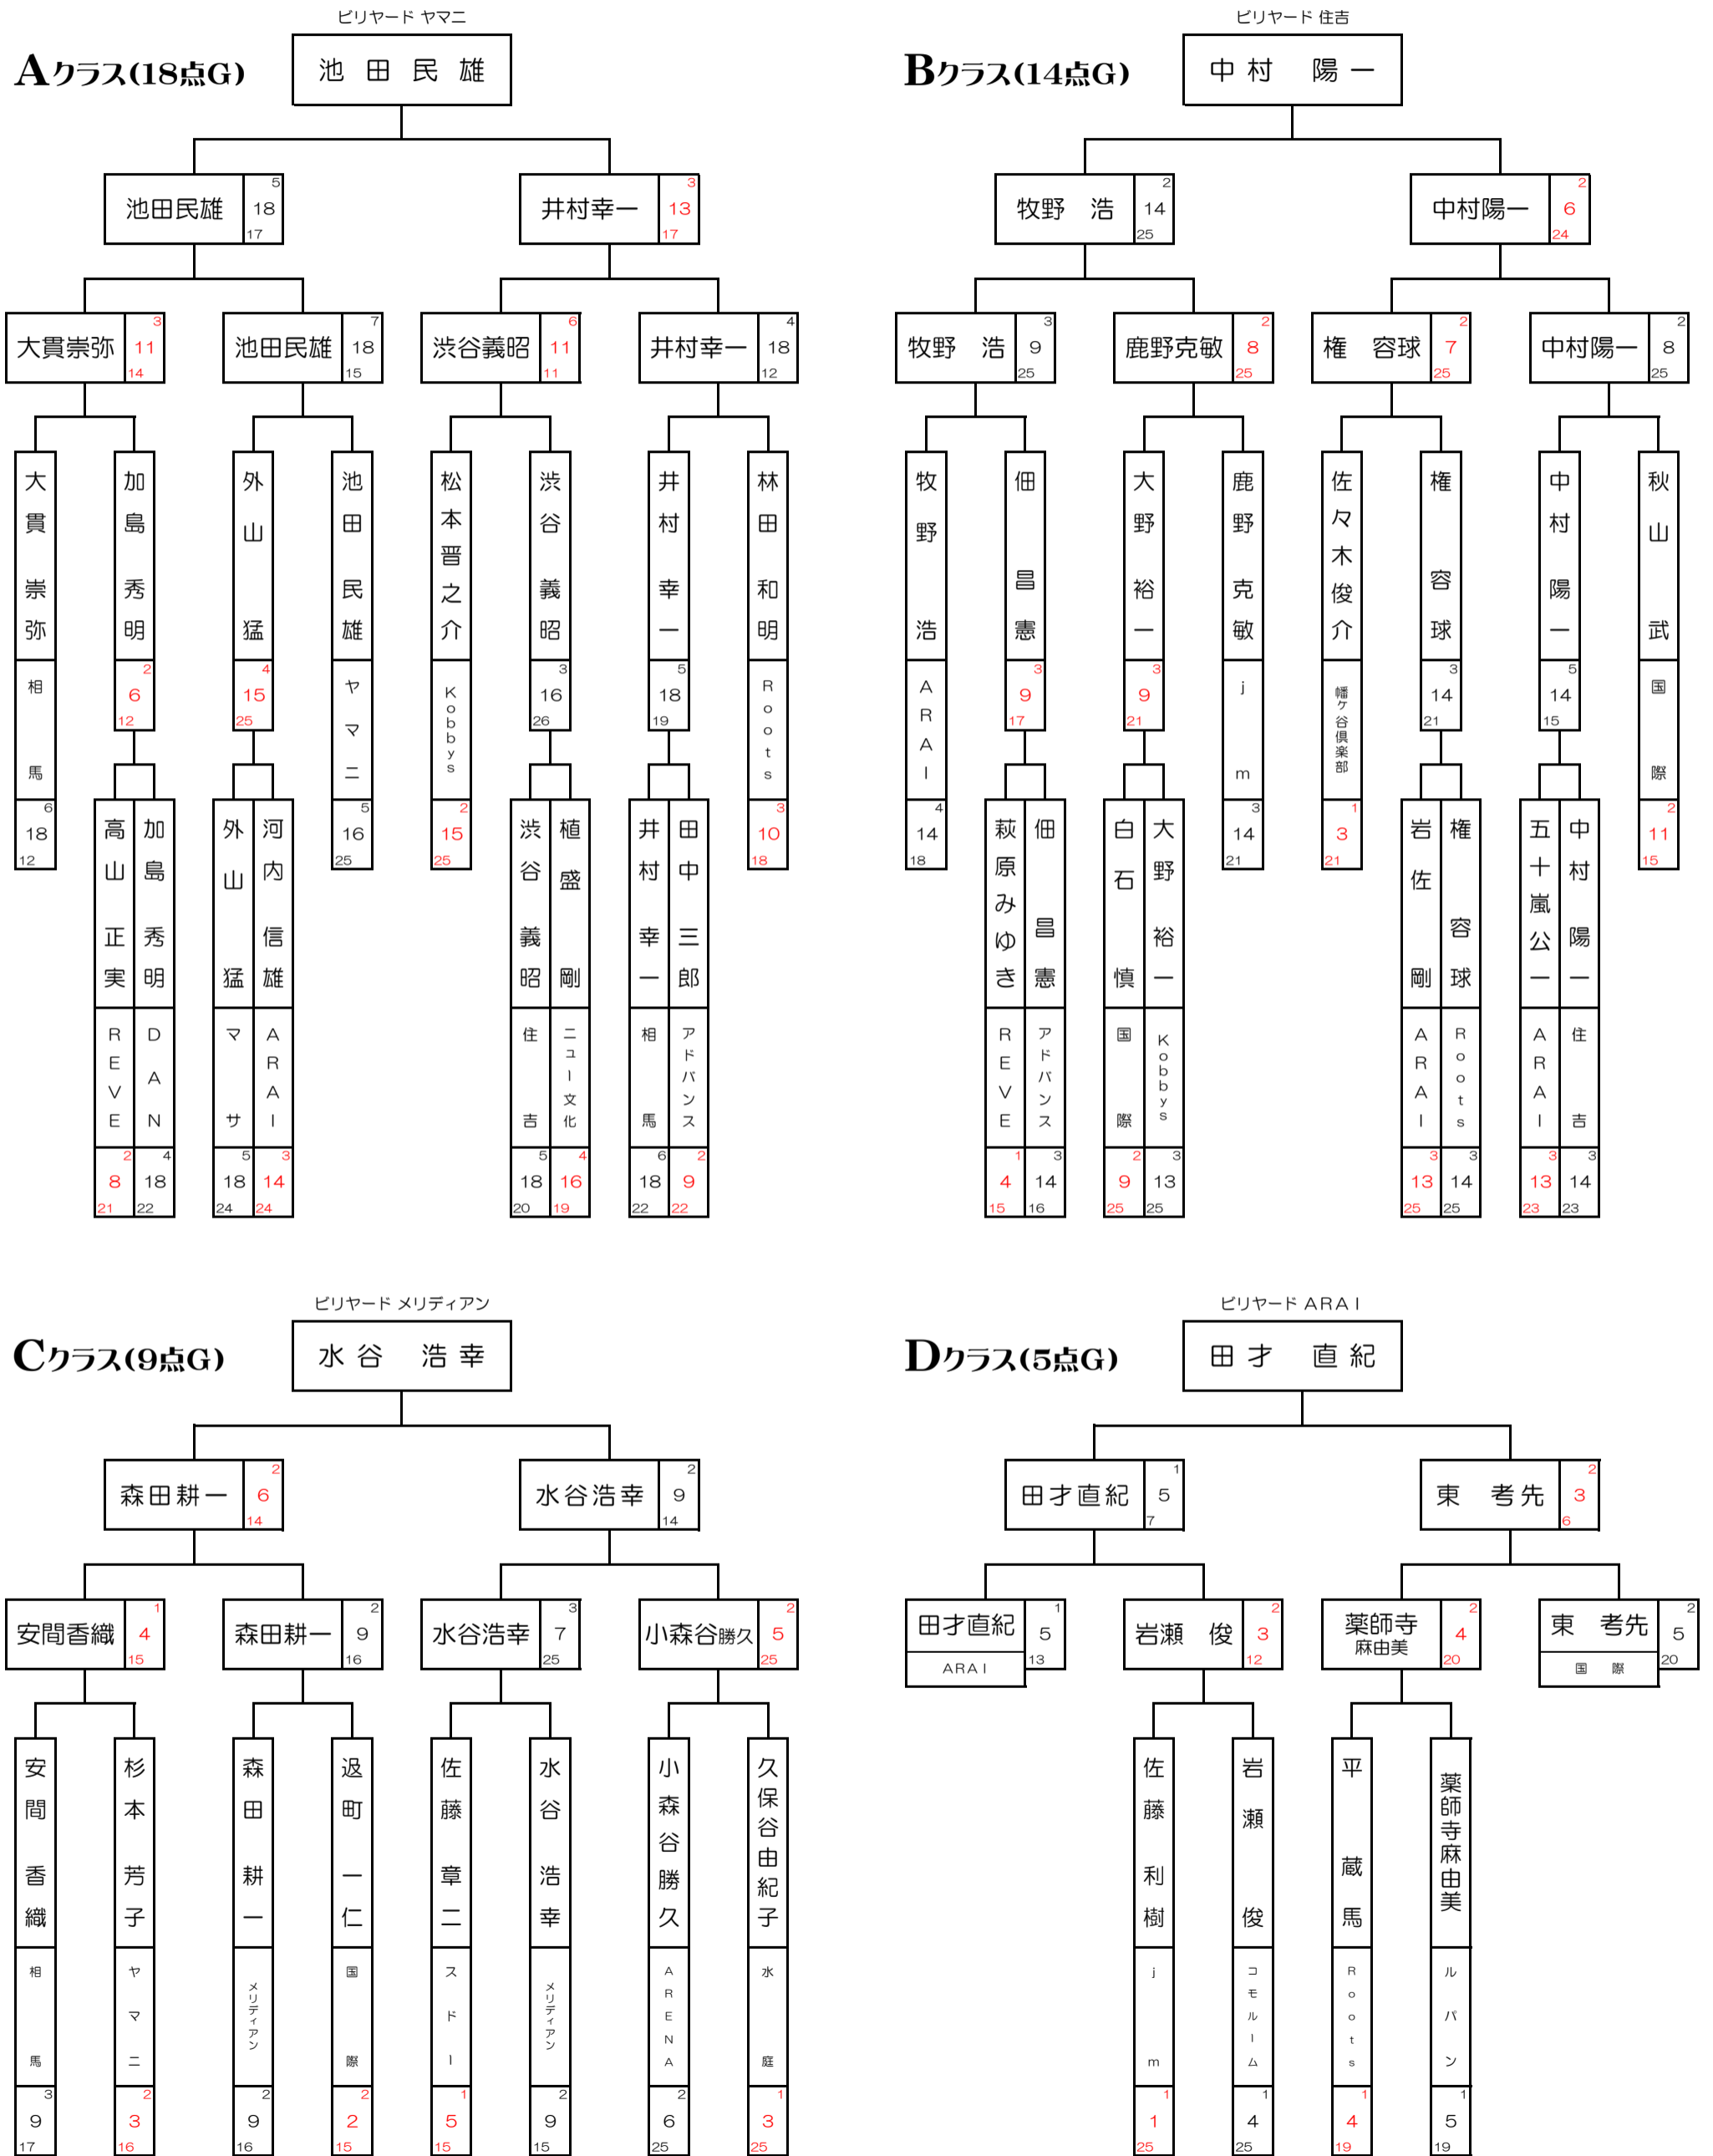 ビリヤード ヤマニ
Aクラス(18点G)
池田民雄
池田民雄 5 18 17
井村幸一 3 13 17
大貫崇弥 3 11 14
池田民雄 7 18 15
渋谷義昭 6 11 11
井村幸一 4 18 12
大貫崇弥 相馬 6 18 12
加島秀明 2 6 12
外山猛 4 15 25
池田民雄 ヤマニ 5 16 25
松本晋之介 Kobbys 2 15 25
渋谷義昭 3 16 26
井村幸一 5 18 19
林田和明 Roots 3 10 18
高山正実 REVE 2 8 21
加島秀明 DAN 4 18 22
外山猛 マサ 5 18 24
河内信雄 ARAI 3 14 24
渋谷義昭 住吉 5 18 20
植盛剛 ニュー文化 4 16 19
井村幸一 相馬 6 18 22
田中三郎 アドバンス 2 9 22
ビリヤード 住吉
Bクラス(14点G)
中村 陽一
牧野 浩 2 14 25
中村陽一 2 6 24
牧野 浩 3 9 25
鹿野克敏 2 8 25
権 容球 2 7 25
中村陽一 2 8 25
牧野浩 ARAI 4 14 18
佃昌憲 3 9 17
大野裕一 3 9 21
鹿野克敏 jm 3 14 21
佐々木俊介 幡ケ谷倶楽部 1 3 21
権容球 3 14 21
中村陽一 5 14 15
秋山武 国際 2 11 15
萩原みゆき REVE 1 4 15
佃昌憲 アドバンス 3 14 16
白石慎 国際 2 9 25
大野裕一 Kobbys 3 13 25
岩佐剛 ARAI 3 13 25
権容球 Roots 3 14 25
五十嵐公一 ARAI 3 13 23
中村陽一 住吉 3 14 23
ビリヤード メリディアン
Cクラス(9点G)
水谷 浩幸
森田耕一 2 6 14
水谷浩幸 2 9 14
安間香織 1 4 15
森田耕一 2 9 16
水谷浩幸 3 7 25
小森谷勝久 2 5 25
安間香織 相馬 3 9 17
杉本芳子 ヤマニ 2 3 16
森田耕一 メリディアン 2 9 16
返町一仁 国際 2 2 15
佐藤章二 スドー 1 5 15
水谷浩幸 メリディアン 2 9 15
小森谷勝久 ARENA 2 6 25
久保谷由紀子 水庭 1 3 25
ビリヤード ARAI
Dクラス(5点G)
田才 直紀
田才直紀 1 5 7
東 考先 2 3 6
田才直紀 ARAI 1 5 13
岩瀬 俊 2 3 12
薬師寺麻由美 2 4 20
東 考先 国際 2 5 20
佐藤利樹 jm 1 1 25
岩瀬俊 コモルーム 1 4 25
平蔵馬 Roots 1 4 19
薬師寺麻由美 ルパン 1 5 19